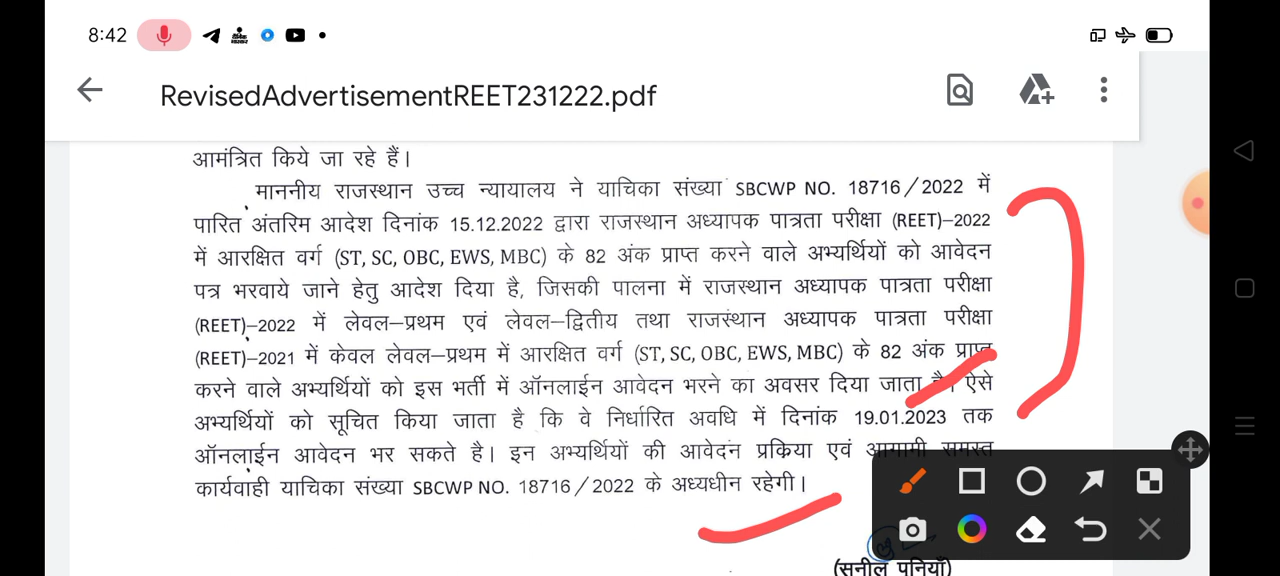 8:42
RevisedAdvertisementREET231222.pdf
आमंत्रित किये जा रहे हैं।
माननीय राजस्थान उच्च न्यायालय ने याचिका संख्या SBCWP NO. 18716/2022 में
पारित अंतरिम आदेश दिनांक 15.12.2022 द्वारा राजस्थान अध्यापक पात्रता परीक्षा (REET)–2022
में आरक्षित वर्ग (ST, SC, OBC, EWS, MBC) के 82 अंक प्राप्त करने वाले अभ्यर्थियों को आवेदन
पत्र भरवाये जाने हेतु आदेश दिया है, जिसकी पालना में राजस्थान अध्यापक पात्रता परीक्षा
(REET)–2022 में लेवल–प्रथम एवं लेवल–द्वितीय तथा राजस्थान अध्यापक पात्रता परीक्षा
(REET)–2021 में केवल लेवल–प्रथम में आरक्षित वर्ग (ST, SC, OBC, EWS, MBC) के 82 अंक प्राप्त
करने वाले अभ्यर्थियों को इस भर्ती में ऑनलाईन आवेदन भरने का अवसर दिया जाता है। ऐसे
अभ्यर्थियों को सूचित किया जाता है कि वे निर्धारित अवधि में दिनांक 19.01.2023 तक
ऑनलाईन आवेदन भर सकते है। इन अभ्यर्थियों की आवेदन प्रक्रिया एवं आगामी समस्त
कार्यवाही याचिका संख्या SBCWP NO. 18716/2022 के अध्यधीन रहेगी।
(सुनील पूनियाँ)